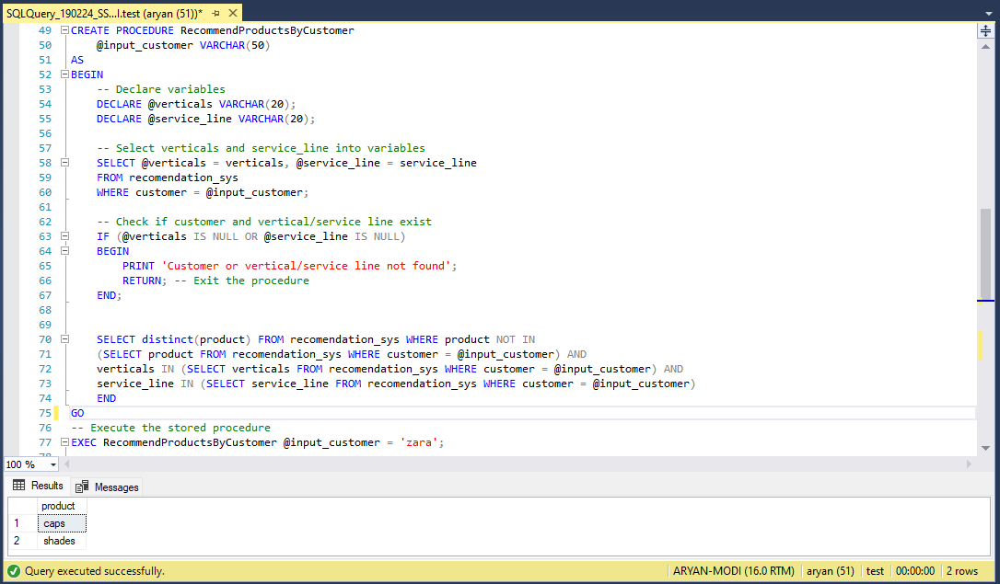 SQLQuery_190224_SS...l.test (aryan (51))*
49 CREATE PROCEDURE RecommendProductsByCustomer
50 @input_customer VARCHAR(50)
51 AS
52 BEGIN
53 -- Declare variables
54 DECLARE @verticals VARCHAR(20);
55 DECLARE @service_line VARCHAR(20);
56
57 -- Select verticals and service_line into variables
58 SELECT @verticals = verticals, @service_line = service_line
59 FROM recomendation_sys
60 WHERE customer = @input_customer;
61
62 -- Check if customer and vertical/service line exist
63 IF (@verticals IS NULL OR @service_line IS NULL)
64 BEGIN
65 PRINT 'Customer or vertical/service line not found';
66 RETURN; -- Exit the procedure
67 END;
68
69
70 SELECT distinct(product) FROM recomendation_sys WHERE product NOT IN
71 (SELECT product FROM recomendation_sys WHERE customer = @input_customer) AND
72 verticals IN (SELECT verticals FROM recomendation_sys WHERE customer = @input_customer) AND
73 service_line IN (SELECT service_line FROM recomendation_sys WHERE customer = @input_customer)
74 END
75 GO
76 -- Execute the stored procedure
77 EXEC RecommendProductsByCustomer @input_customer = 'zara';
78
100 %
Results Messages
product
1 caps
2 shades
Query executed successfully. ARYAN-MODI (16.0 RTM) aryan (51) test 00:00:00 2 rows